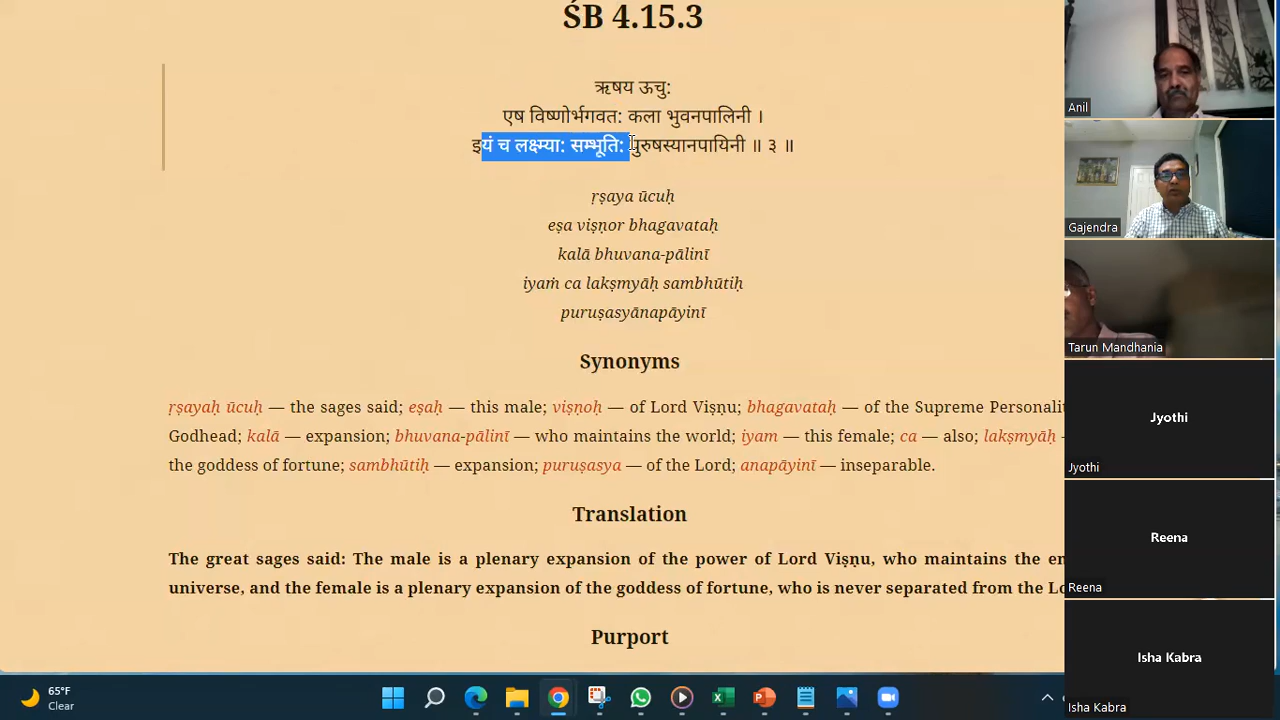 ŚB 4.15.3
ऋषय ऊचु:
एष विष्णोर्भगवत: कला भुवनपालिनी ।
इयं च लक्ष्म्या: सम्भूति: पुरुषस्यानपायिनी ॥ ३ ॥
ṛṣaya ūcuḥ
eṣa viṣṇor bhagavataḥ
kalā bhuvana-pālinī
iyaṁ ca lakṣmyāḥ sambhūtiḥ
puruṣasyānapāyinī
Synonyms
ṛṣayaḥ ūcuḥ — the sages said; eṣaḥ — this male; viṣṇoḥ — of Lord Viṣṇu; bhagavataḥ — of the Supreme
Godhead; kalā — expansion; bhuvana-pālinī — who maintains the world; iyam — this female; ca — also; lakṣmyāḥ
the goddess of fortune; sambhūtiḥ — expansion; puruṣasya — of the Lord; anapāyinī — inseparable.
Translation
The great sages said: The male is a plenary expansion of the power of Lord Viṣṇu, who maintains the
universe, and the female is a plenary expansion of the goddess of fortune, who is never separated from the
Purport
Anil
Gajendra
Tarun Mandhania
Jyothi
Jyothi
Reena
Reena
Isha Kabra
Isha Kabra
65°F
Clear